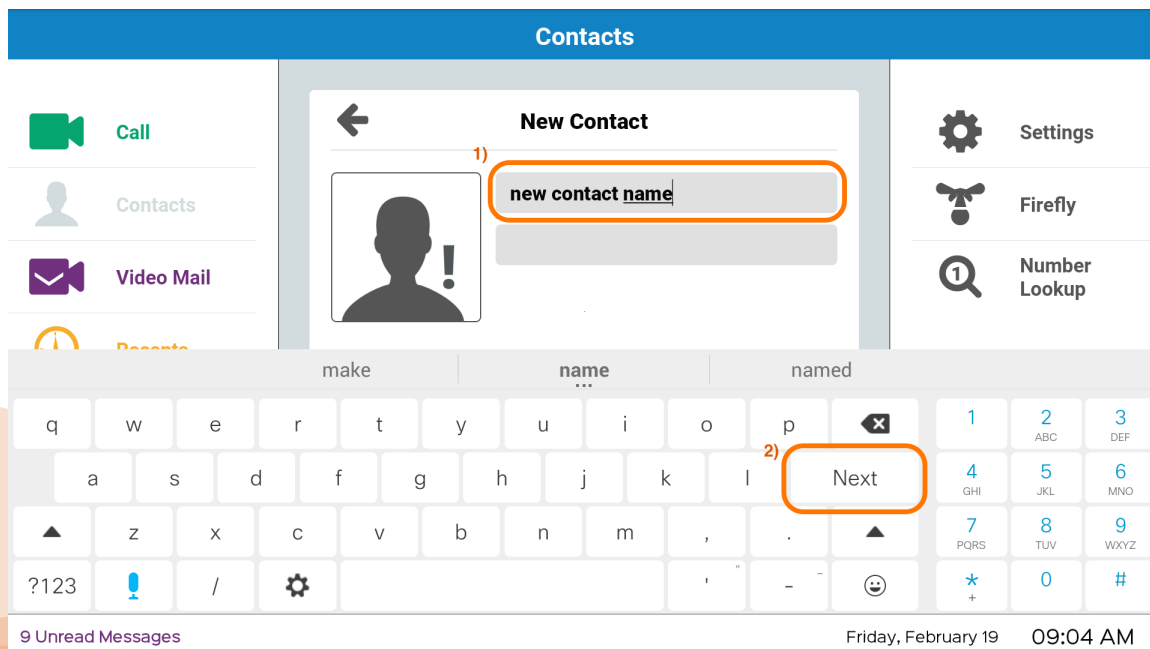 Contacts
Call
Contacts
Video Mail
Recents
New Contact
1)
new contact name
Settings
Firefly
1
Number
Lookup
make name named
q w e r t y u i o p
2)
a s d f g h j k l Next
z x c v b n m , .
?123 / ' " - _ 
1 2 ABC 3 DEF
4 GHI 5 JKL 6 MNO
7 PQRS 8 TUV 9 WXYZ
* + 0 #
9 Unread Messages
Friday, February 19 09:04 AM